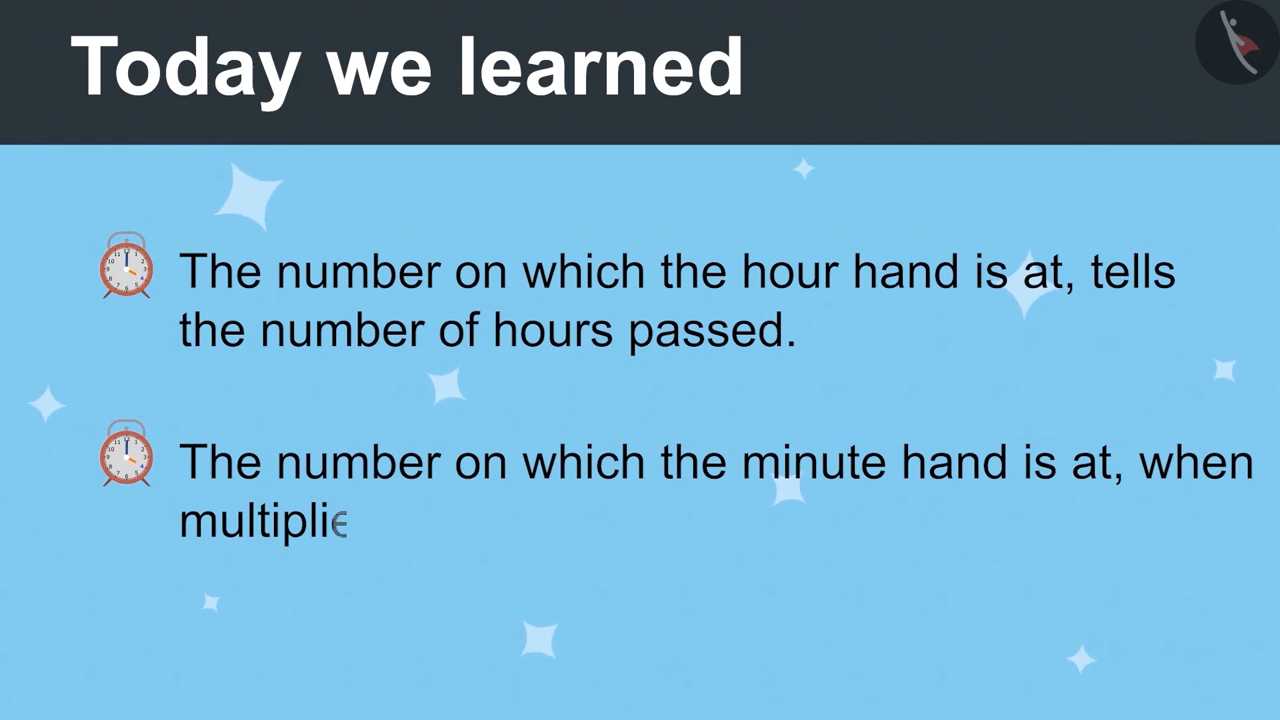 Today we learned
The number on which the hour hand is at, tells
the number of hours passed.
The number on which the minute hand is at, when
multiplie